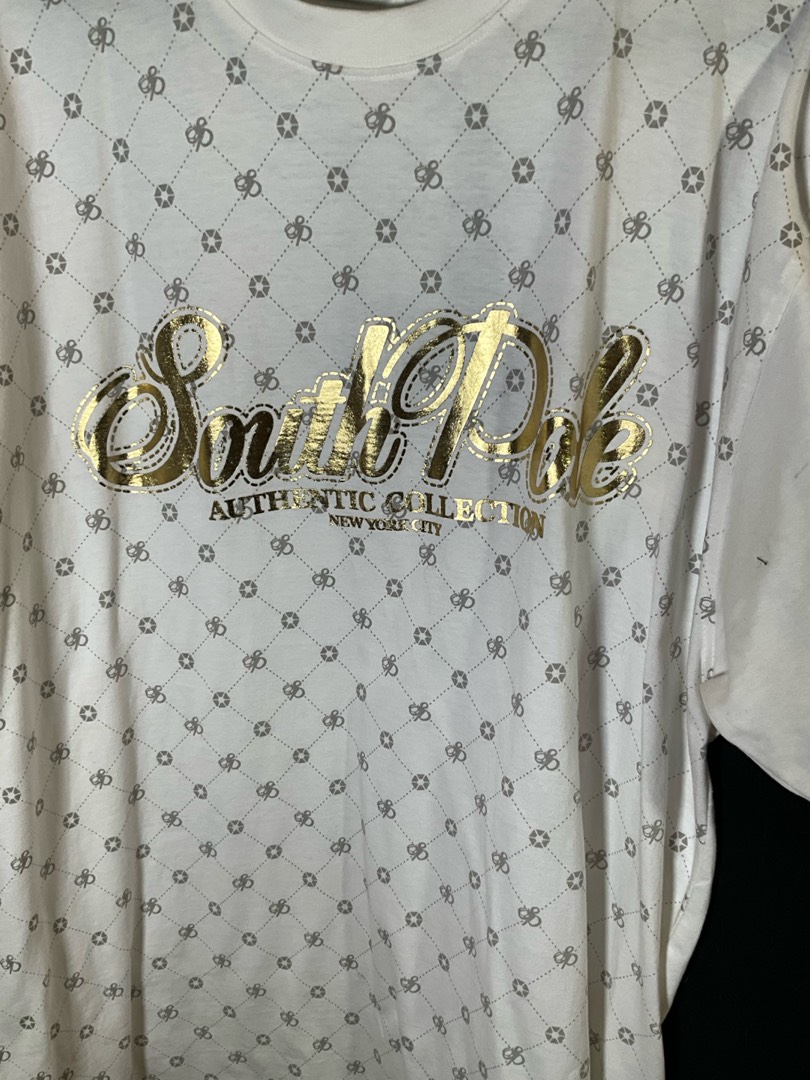 South Pole
AUTHENTIC COLLECTION
NEW YORK CITY